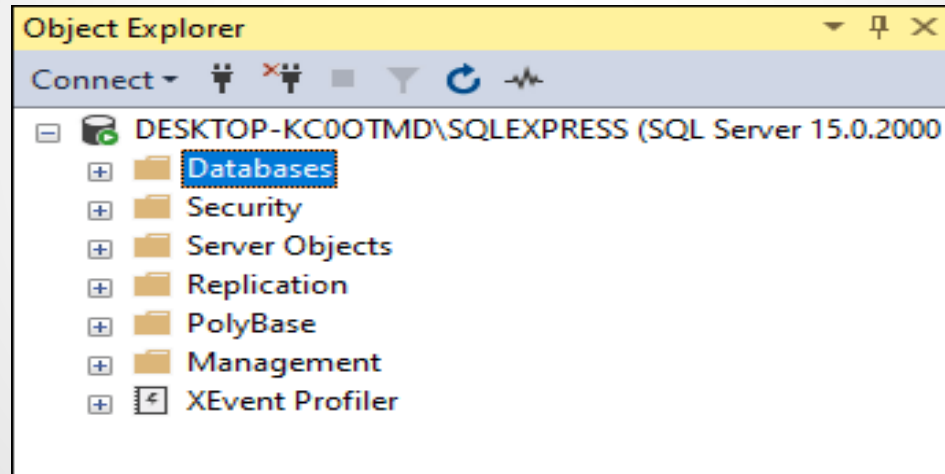 Object Explorer
Connect
DESKTOP-KC0OTMD\SQLEXPRESS (SQL Server 15.0.2000
Databases
Security
Server Objects
Replication
PolyBase
Management
XEvent Profiler